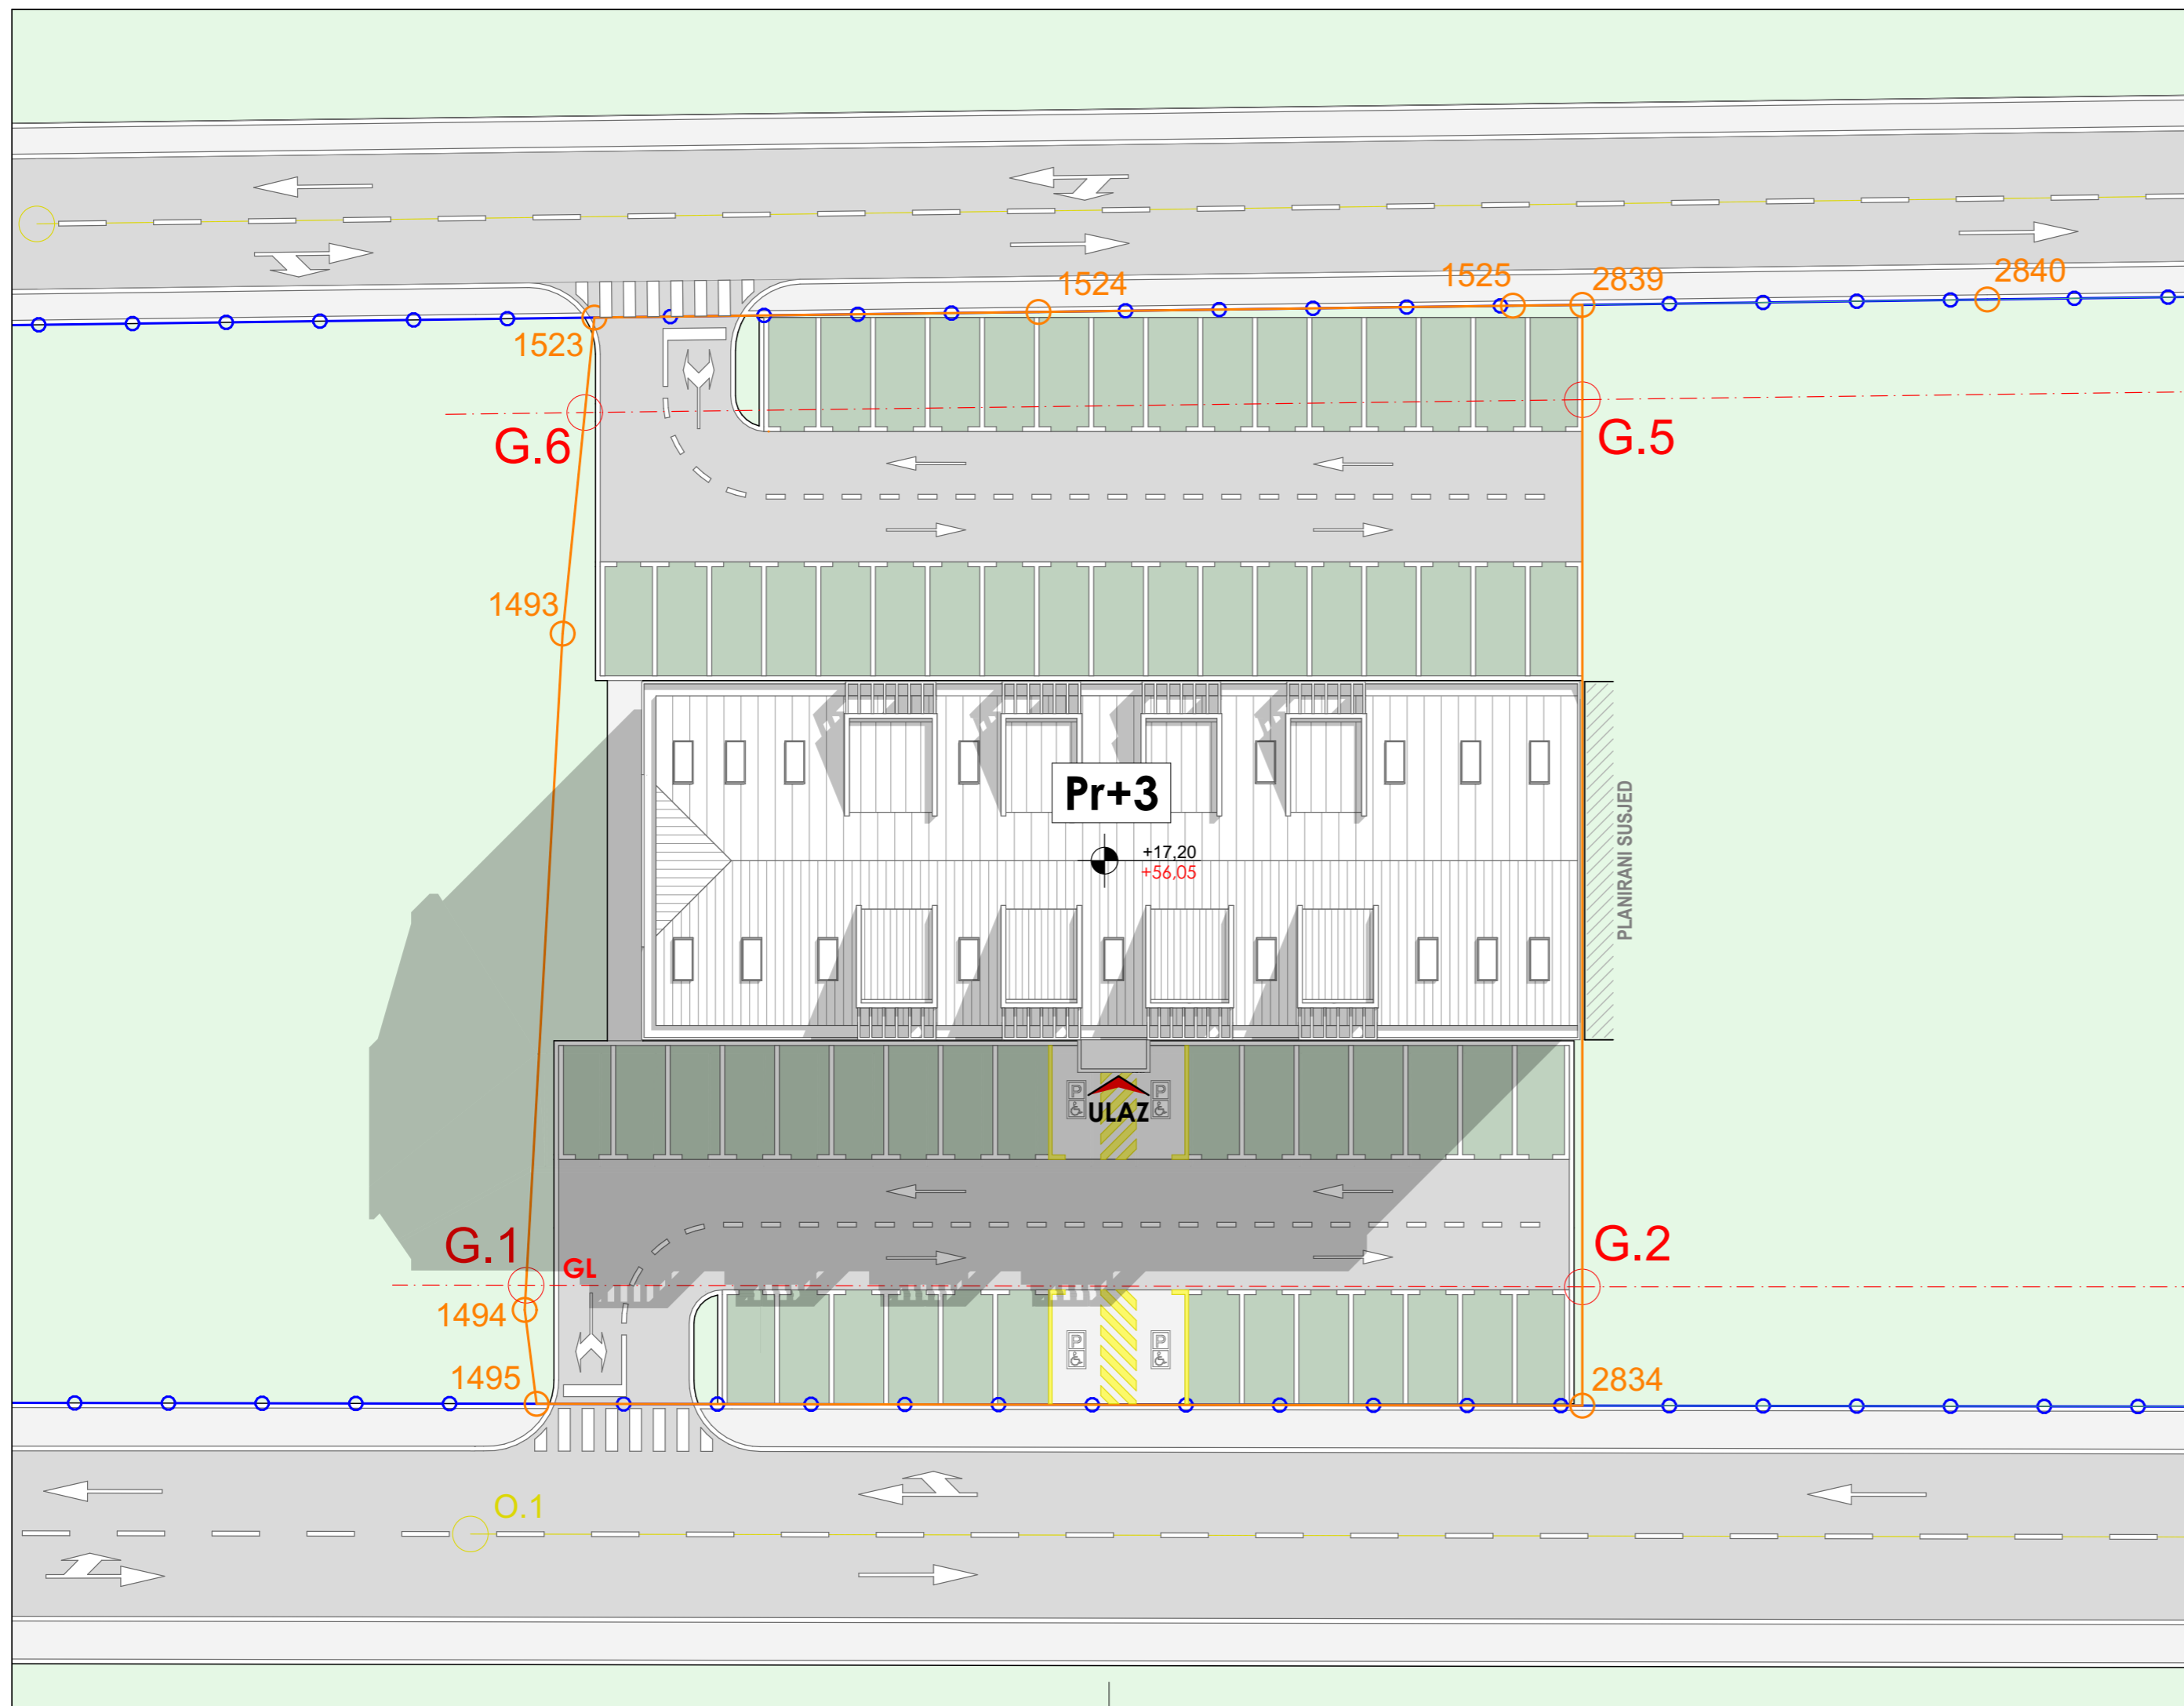 1524
1525
2839
2840
1523
G.6
G.5
1493
Pr+3
+17,20
+56,05
PLANIRANI SUSJED
P
ULAZ
P
G.1
GL
G.2
1494
P
P
1495
2834
O.1